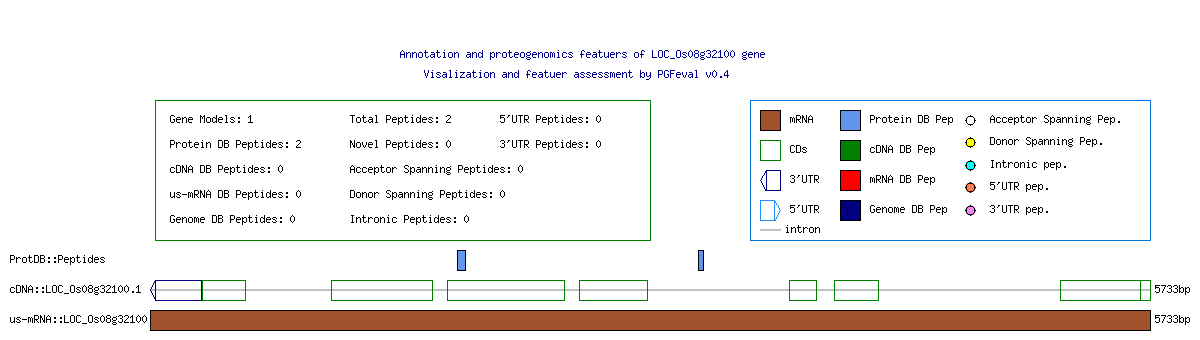 Annotation and proteogenomics featuers of LOC_Os08g32100 gene
Visalization and featuer assessment by PGFeval v0.4
Gene Models: 1 Total Peptides: 2 5'UTR Peptides: 0
Protein DB Peptides: 2 Novel Peptides: 0 3'UTR Peptides: 0
cDNA DB Peptides: 0 Acceptor Spanning Peptides: 0
us-mRNA DB Peptides: 0 Donor Spanning Peptides: 0
Genome DB Peptides: 0 Intronic Peptides: 0
mRNA Protein DB Pep Acceptor Spanning Pep.
CDs cDNA DB Pep Donor Spanning Pep.
3'UTR mRNA DB Pep Intronic pep.
5'UTR Genome DB Pep 5'UTR pep.
intron 3'UTR pep.
ProtDB::Peptides
cDNA::LOC_Os08g32100.1 5733bp
us-mRNA::LOC_Os08g32100 5733bp